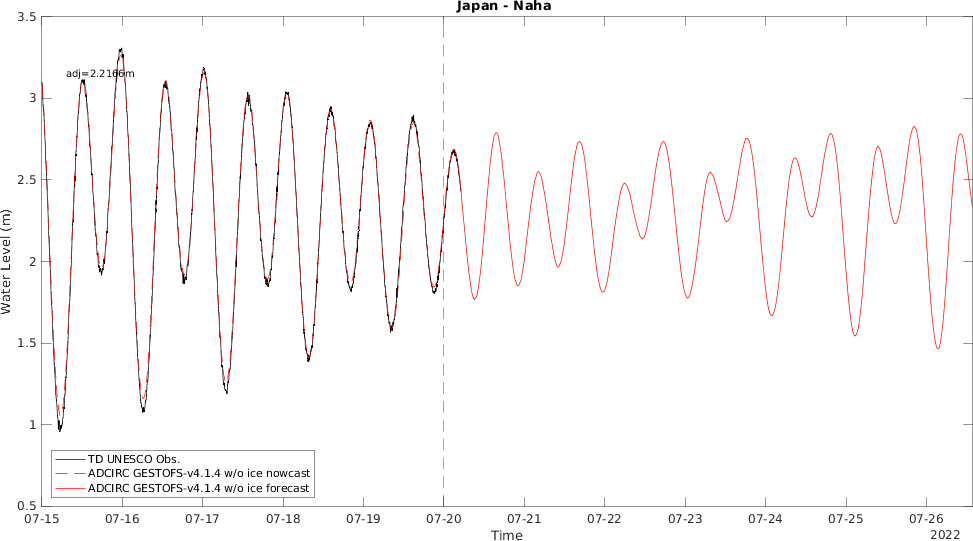 Japan - Naha
3.5
3
2.5
2
1.5
1
0.5
Water Level (m)
adj=2.2166m
TD UNESCO Obs.
ADCIRC GESTOFS-v4.1.4 w/o ice nowcast
ADCIRC GESTOFS-v4.1.4 w/o ice forecast
07-15 07-16 07-17 07-18 07-19 07-20 07-21 07-22 07-23 07-24 07-25 07-26
Time
2022